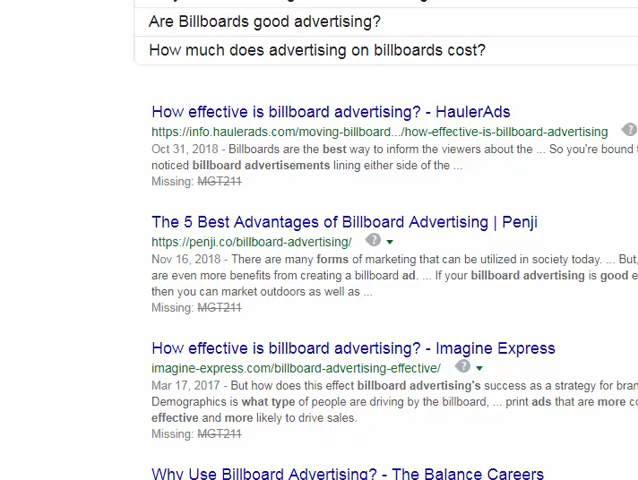 Are Billboards good advertising?
How much does advertising on billboards cost?
How effective is billboard advertising? - HaulerAds
https://info.haulerads.com/moving-billboard.../how-effective-is-billboard-advertising
Oct 31, 2018 - Billboards are the best way to inform the viewers about the ... So you're bound
noticed billboard advertisements lining either side of the ...
Missing: MGT211
The 5 Best Advantages of Billboard Advertising | Penji
https://penji.co/billboard-advertising/
Nov 16, 2018 - There are many forms of marketing that can be utilized in society today. ... But,
are even more benefits from creating a billboard ad. ... If your billboard advertising is good
then you can market outdoors as well as ...
Missing: MGT211
How effective is billboard advertising? - Imagine Express
imagine-express.com/billboard-advertising-effective/
Mar 17, 2017 - But how does this effect billboard advertising's success as a strategy for
Demographics is what type of people are driving by the billboard, ... print ads that are more
effective and more likely to drive sales.
Missing: MGT211
Why Use Billboard Advertising? - The Balance Careers